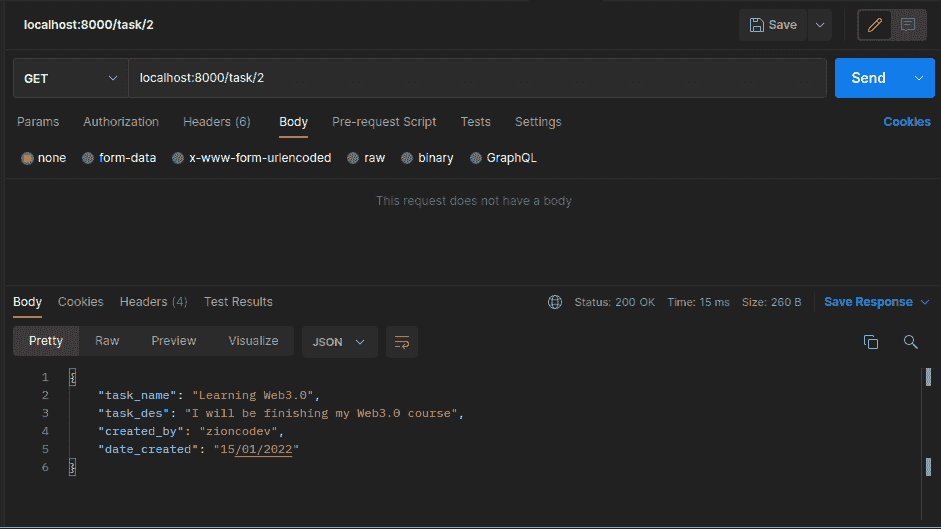 localhost:8000/task/2
Save
GET
localhost:8000/task/2
Send
Params Authorization Headers (6) Body Pre-request Script Tests Settings Cookies
none form-data x-www-form-urlencoded raw binary GraphQL
This request does not have a body
Body Cookies Headers (4) Test Results Status: 200 OK Time: 15 ms Size: 260 B Save Response
Pretty Raw Preview Visualize JSON
1 {
2 "task_name": "Learning Web3.0",
3 "task_des": "I will be finishing my Web3.0 course",
4 "created_by": "zioncodev",
5 "date_created": "15/01/2022"
6 }